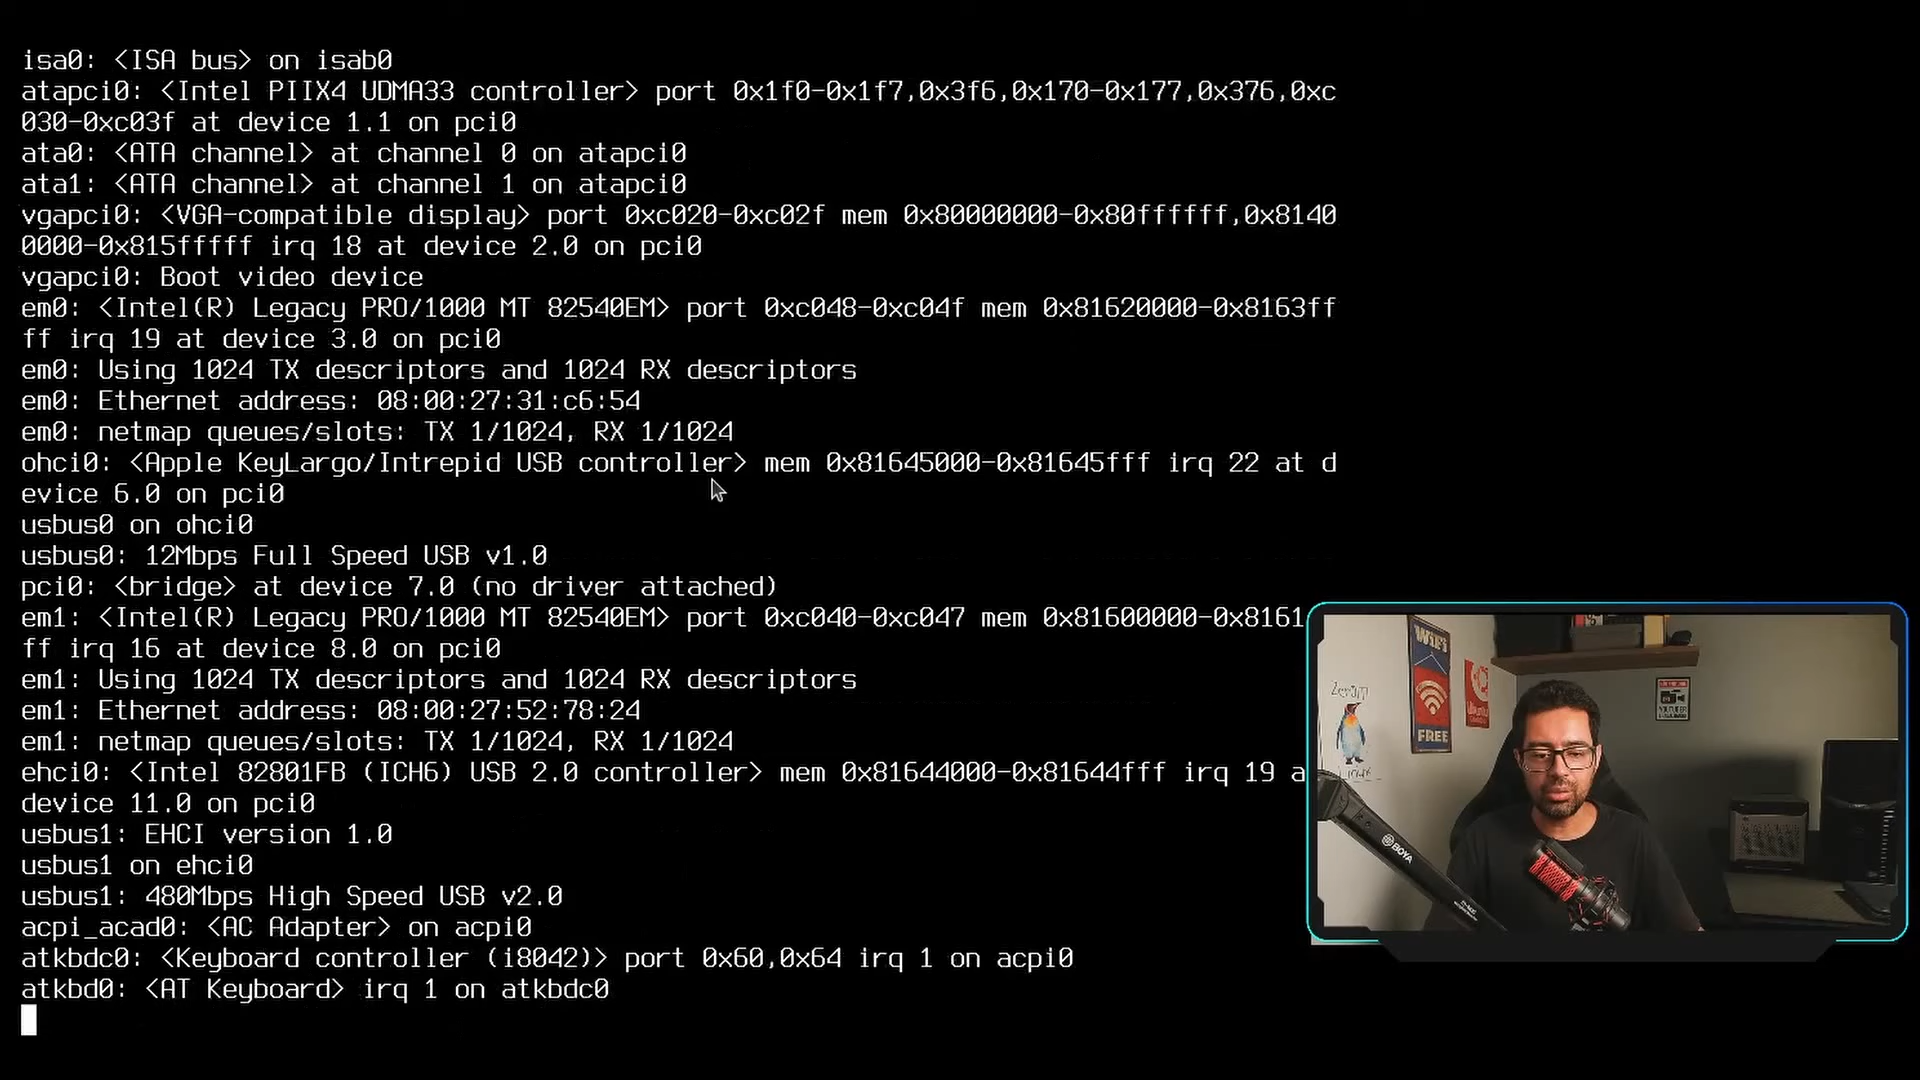 isa0: <ISA bus> on isab0
atapci0: <Intel PIIX4 UDMA33 controller> port 0x1f0-0x1f7,0x3f6,0x170-0x177,0x376,0xc
030-0xc03f at device 1.1 on pci0
ata0: <ATA channel> at channel 0 on atapci0
ata1: <ATA channel> at channel 1 on atapci0
vgapci0: <VGA-compatible display> port 0xc020-0xc02f mem 0x80000000-0x80ffffff,0x8140
0000-0x815fffff irq 18 at device 2.0 on pci0
vgapci0: Boot video device
em0: <Intel(R) Legacy PRO/1000 MT 82540EM> port 0xc048-0xc04f mem 0x81620000-0x8163ff
ff irq 19 at device 3.0 on pci0
em0: Using 1024 TX descriptors and 1024 RX descriptors
em0: Ethernet address: 08:00:27:31:c6:54
em0: netmap queues/slots: TX 1/1024, RX 1/1024
ohci0: <Apple KeyLargo/Intrepid USB controller> mem 0x81645000-0x81645fff irq 22 at d
evice 6.0 on pci0
usbus0 on ohci0
usbus0: 12Mbps Full Speed USB v1.0
pci0: <bridge> at device 7.0 (no driver attached)
em1: <Intel(R) Legacy PRO/1000 MT 82540EM> port 0xc040-0xc047 mem 0x81600000-0x8161
ff irq 16 at device 8.0 on pci0
em1: Using 1024 TX descriptors and 1024 RX descriptors
em1: Ethernet address: 08:00:27:52:78:24
em1: netmap queues/slots: TX 1/1024, RX 1/1024
ehci0: <Intel 82801FB (ICH6) USB 2.0 controller> mem 0x81644000-0x81644fff irq 19 a
device 11.0 on pci0
usbus1: EHCI version 1.0
usbus1 on ehci0
usbus1: 480Mbps High Speed USB v2.0
acpi_acad0: <AC Adapter> on acpi0
atkbdc0: <Keyboard controller (i8042)> port 0x60,0x64 irq 1 on acpi0
atkbd0: <AT Keyboard> irq 1 on atkbdc0
WiFi
FREE
BOYA